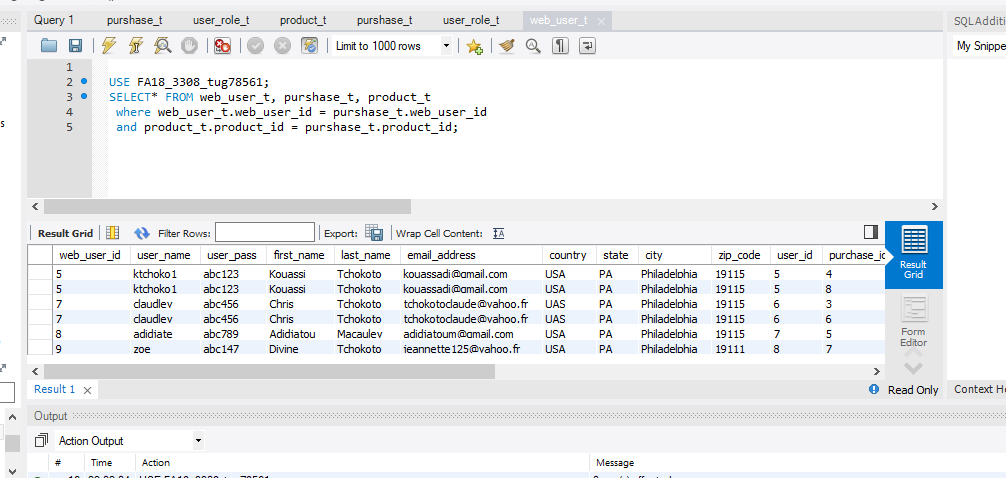 Query 1 purshase_t user_role_t product_t purshase_t user_role_t web_user_t
SQLAdditi
Limit to 1000 rows
My Snippe
1
2 USE FA18_3308_tug78561;
3 SELECT* FROM web_user_t, purshase_t, product_t
4 where web_user_t.web_user_id = purshase_t.web_user_id
5 and product_t.product_id = purshase_t.product_id;
s
Result Grid Filter Rows: Export: Wrap Cell Content:
web_user_id user_name user_pass first_name last_name email_address country state city zip_code user_id purchase_id
5 ktchoko1 abc123 Kouassi Tchokoto kouassadi@gmail.com USA PA Philadelphia 19115 5 4
5 ktchoko1 abc123 Kouassi Tchokoto kouassadi@gmail.com USA PA Philadelphia 19115 5 8
7 claudley abc456 Chris Tchokoto tchokotoclaude@yahoo.fr UAS PA Philadelphia 19115 6 3
7 claudley abc456 Chris Tchokoto tchokotoclaude@yahoo.fr UAS PA Philadelphia 19115 6 6
8 adidiate abc789 Adidiatou Macauley adidiatoum@gmail.com USA PA Philadelphia 19115 7 5
9 zoe abc147 Divine Tchokoto jeannette125@yahoo.fr USA PA Philadelphia 19111 8 7
Result
Grid
Form
Editor
Result 1
Read Only
Context He
Output
Action Output
# Time Action Message